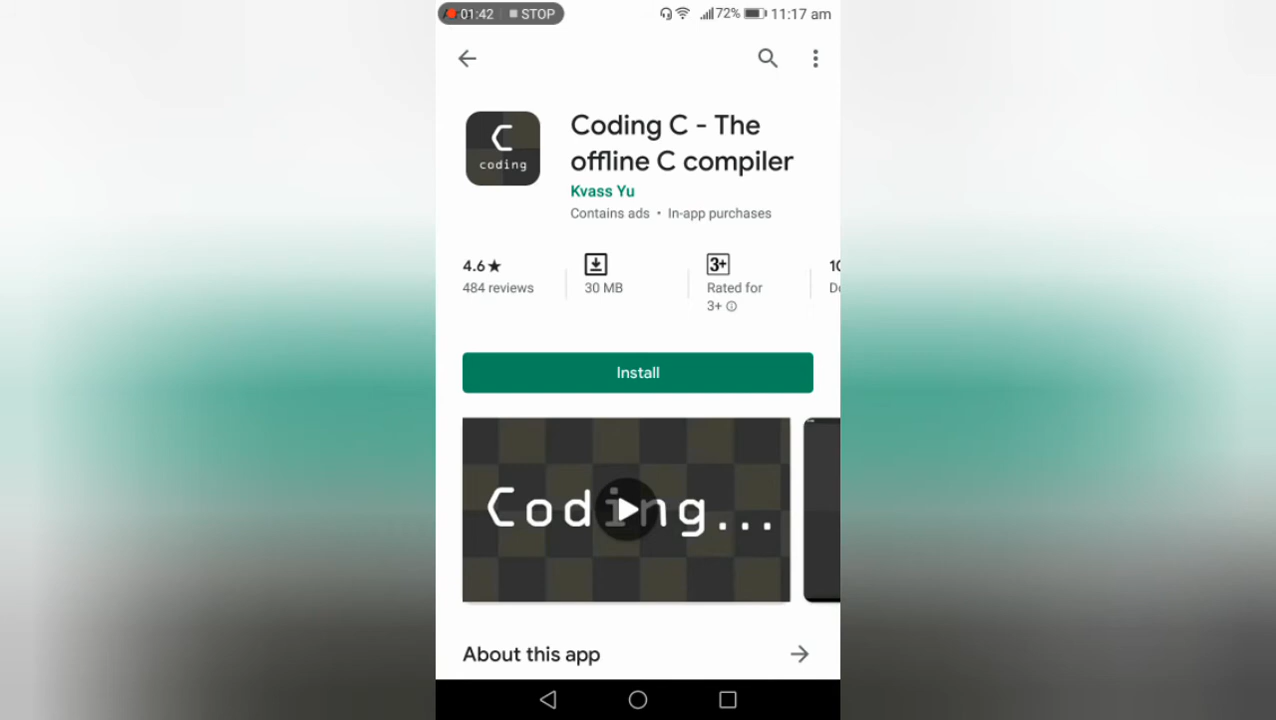 01:42 STOP 72% 11:17 am
C
coding
Coding C - The
offline C compiler
Kvass Yu
Contains ads • In-app purchases
4.6★
484 reviews
30 MB
3+
Rated for
3+
Install
Coding...
About this app